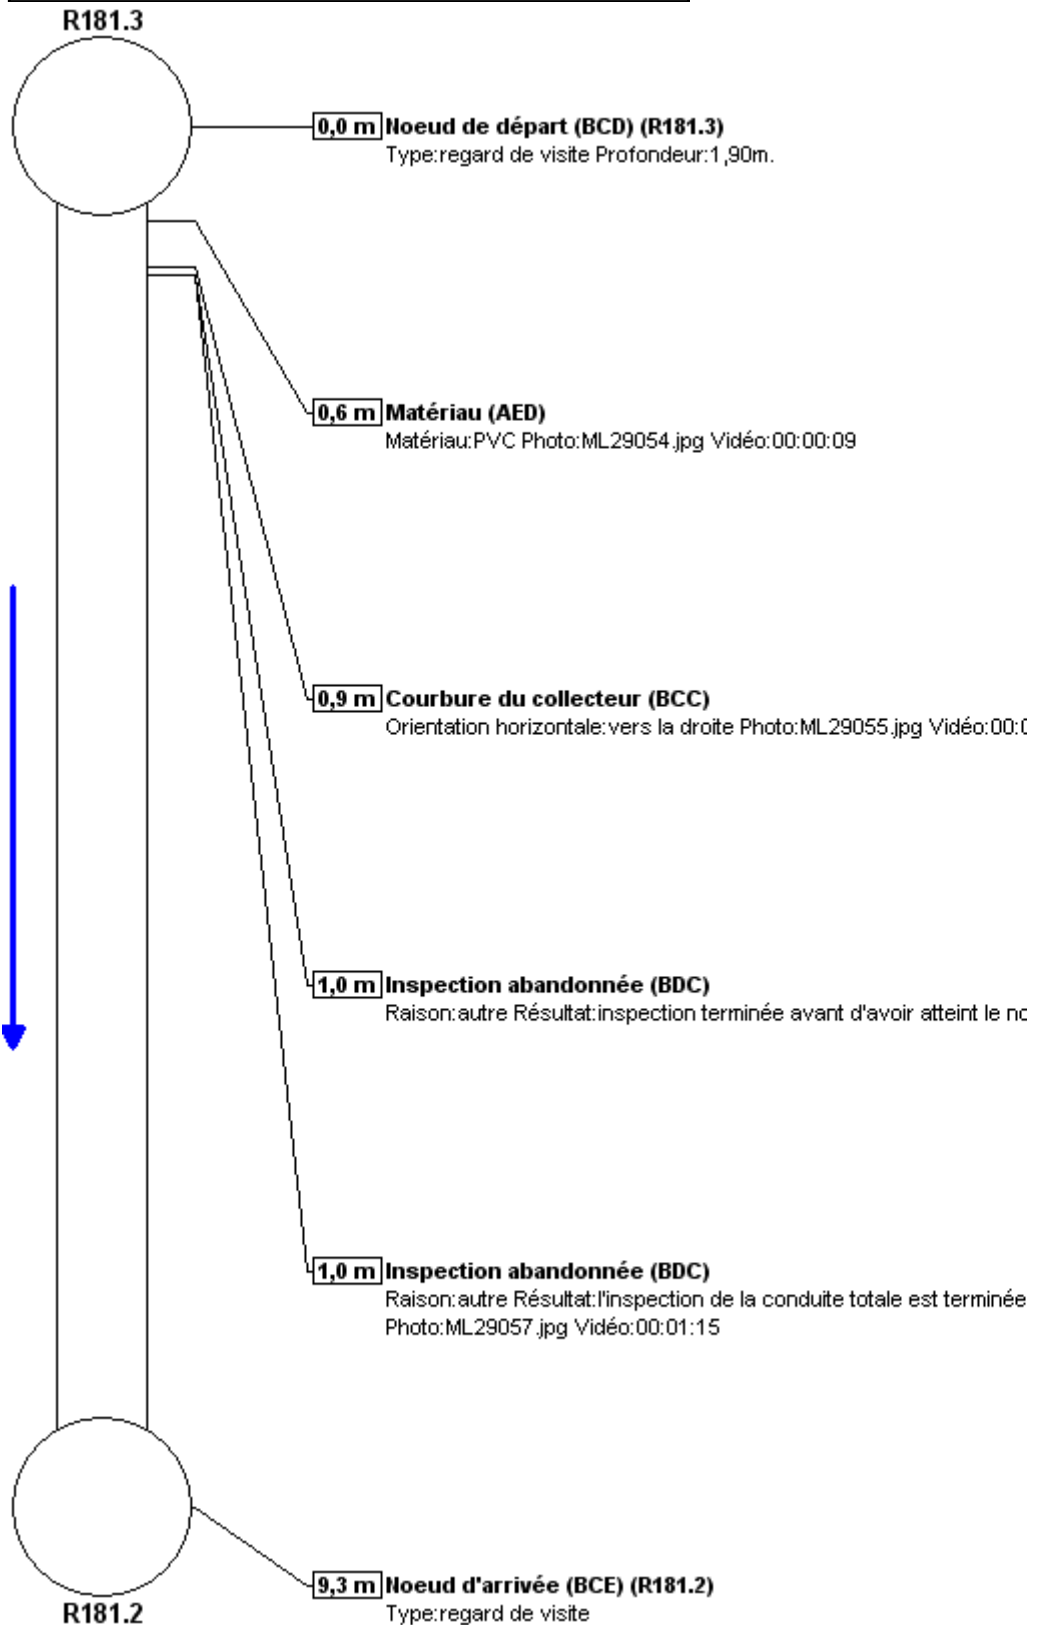 R181.3
0,0 m Noeud de départ (BCD) (R181.3)
Type:regard de visite Profondeur:1,90m.
0,6 m Matériau (AED)
Matériau:PVC Photo:ML29054.jpg Vidéo:00:00:09
0,9 m Courbure du collecteur (BCC)
Orientation horizontale:vers la droite Photo:ML29055.jpg Vidéo:00:
1,0 m Inspection abandonnée (BDC)
Raison:autre Résultat:inspection terminée avant d'avoir atteint le
1,0 m Inspection abandonnée (BDC)
Raison:autre Résultat:l'inspection de la conduite totale est terminée
Photo:ML29057.jpg Vidéo:00:01:15
9,3 m Noeud d'arrivée (BCE) (R181.2)
Type:regard de visite
R181.2